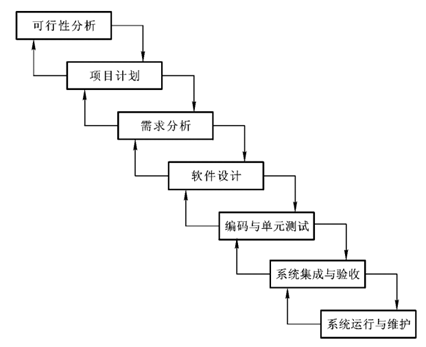 可行性分析
项目计划
需求分析
软件设计
编码与单元测试
系统集成与验收
系统运行与维护